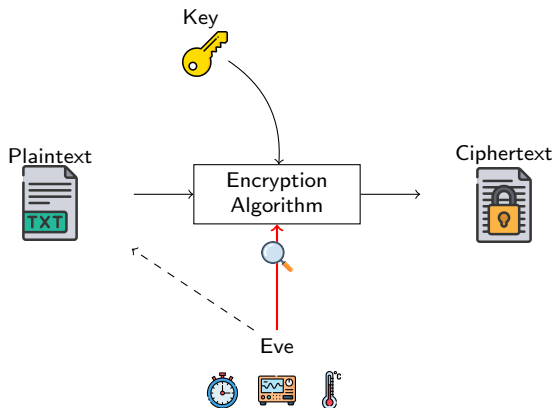 Key
Plaintext
TXT
Encryption
Algorithm
Ciphertext
Eve
°C